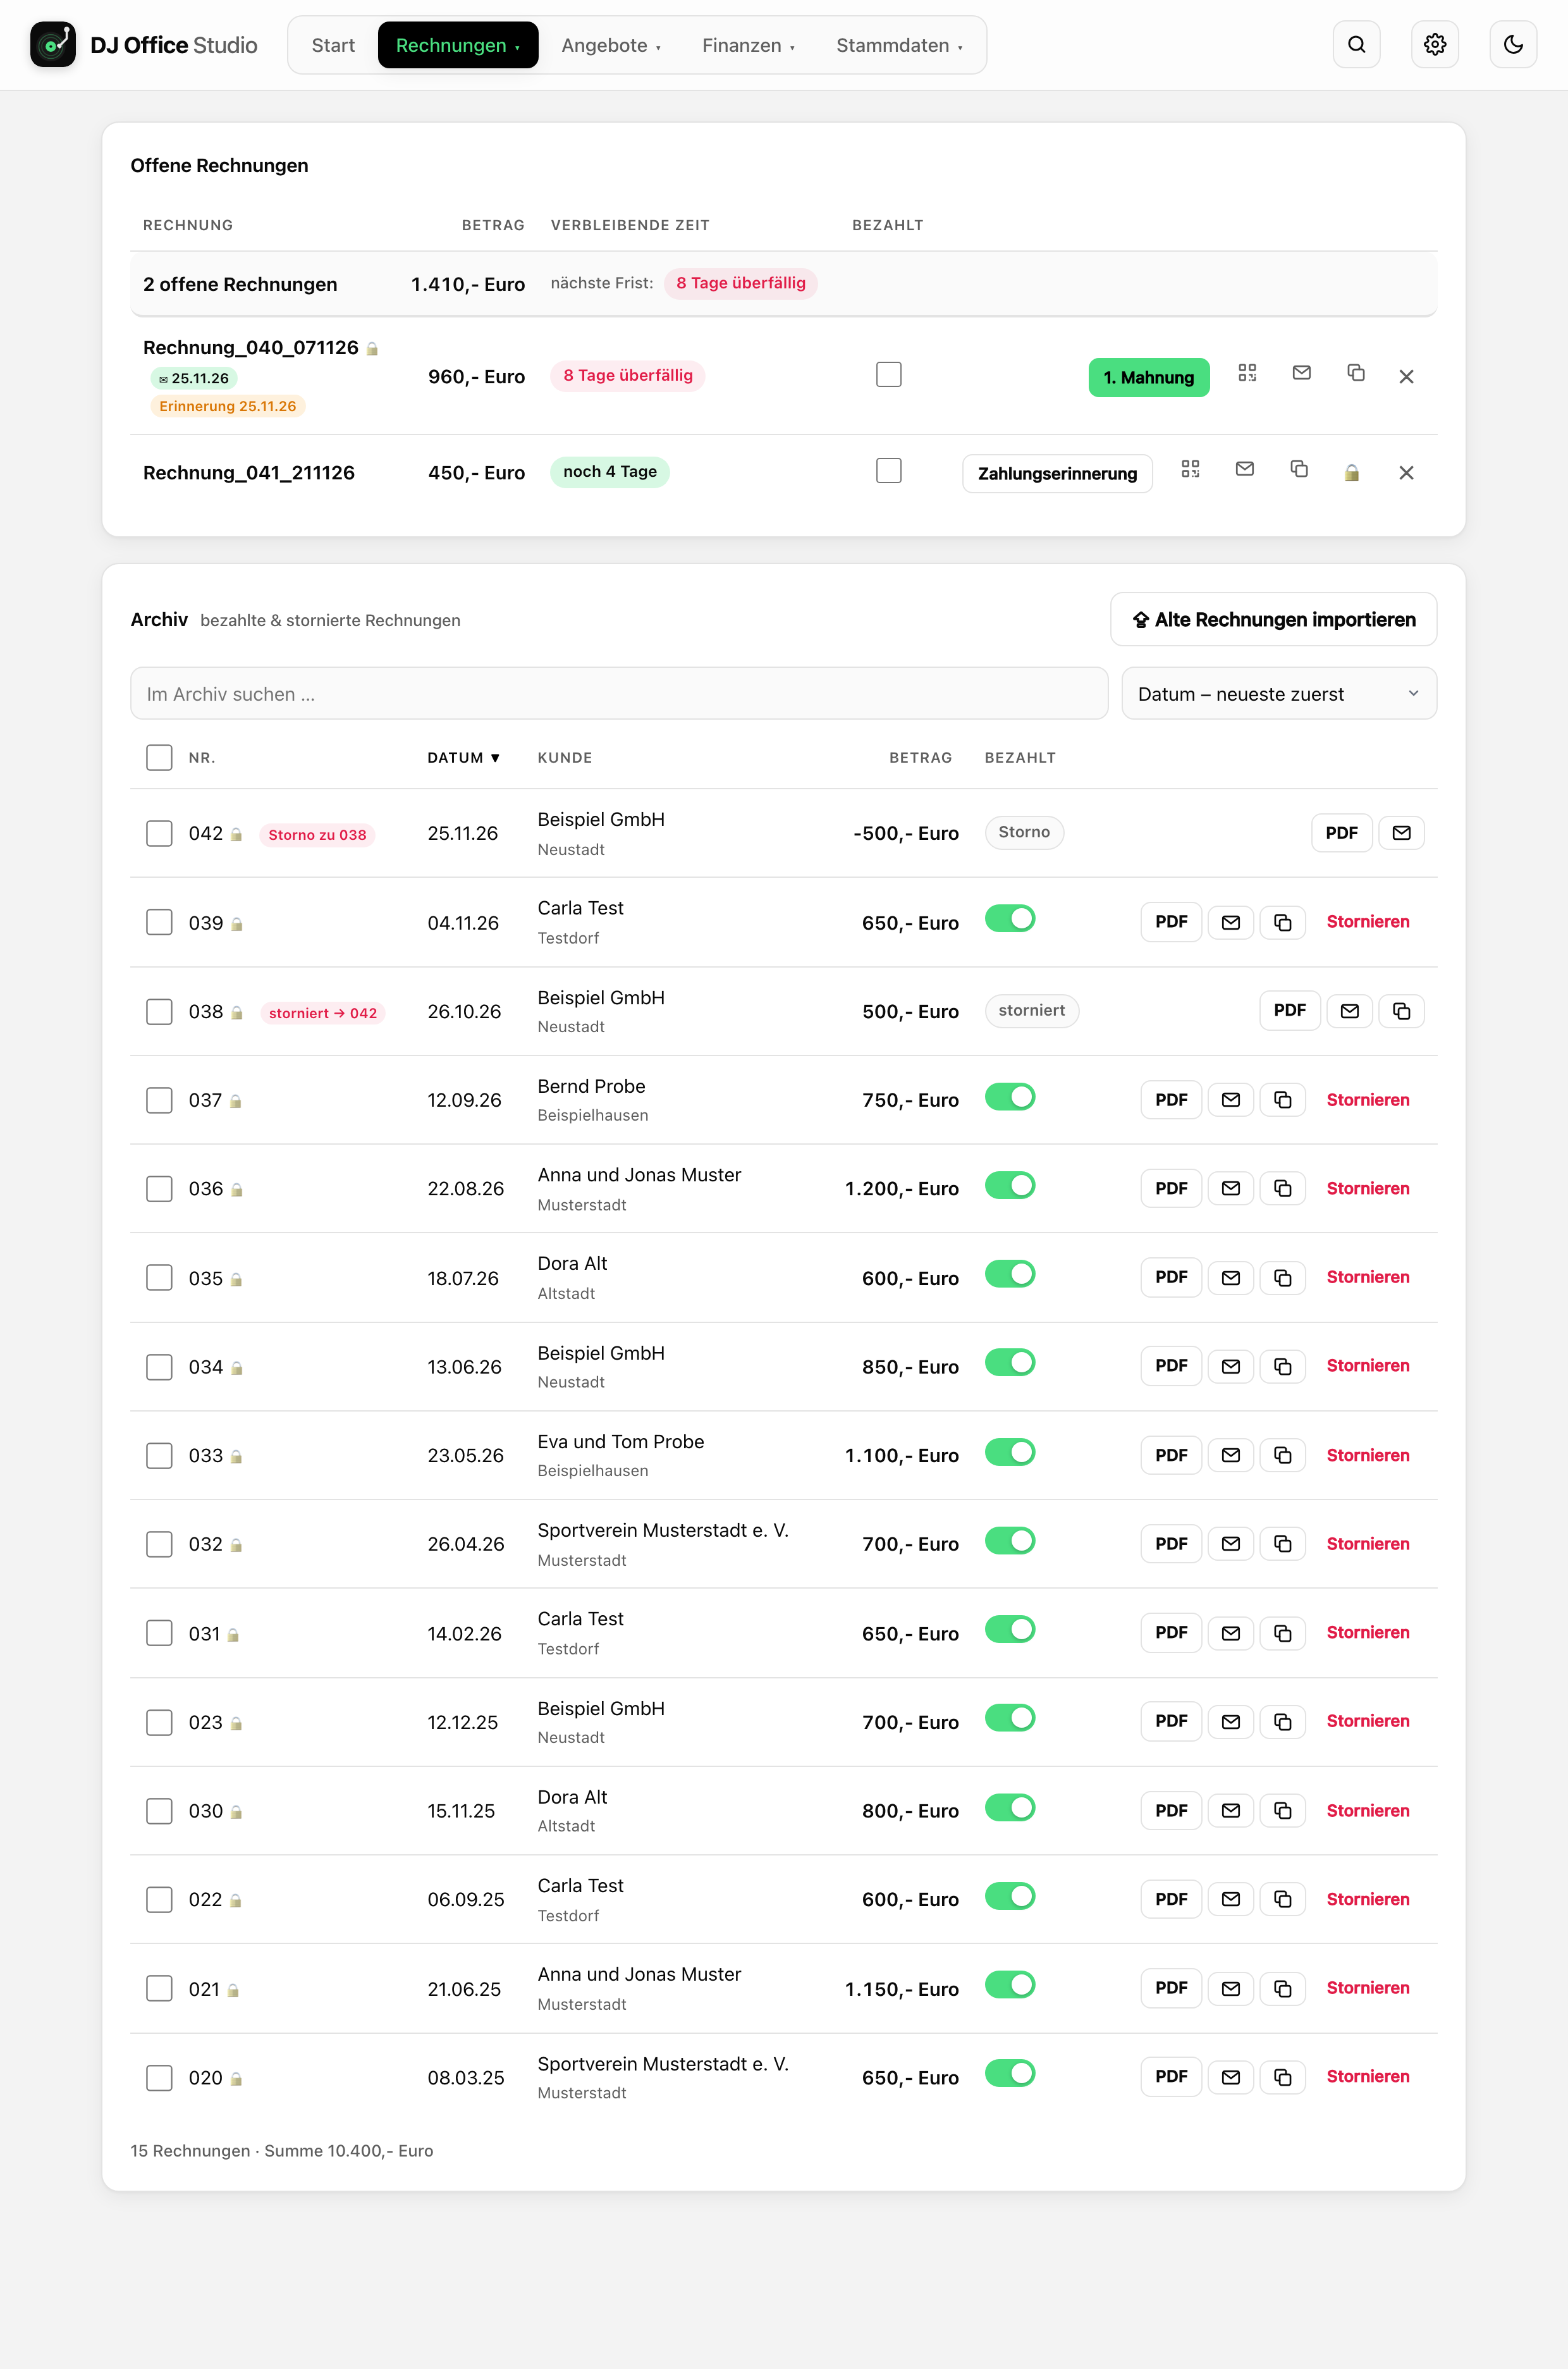 DJ Office Studio Start Rechnungen ▾ Angebote ▾ Finanzen ▾ Stammdaten ▾
Offene Rechnungen
RECHNUNG BETRAG VERBLEIBENDE ZEIT BEZAHLT
2 offene Rechnungen 1.410,- Euro nächste Frist: 8 Tage überfällig
Rechnung_040_071126 🔒
✉ 25.11.26
Erinnerung 25.11.26
960,- Euro 8 Tage überfällig 1. Mahnung
Rechnung_041_211126 450,- Euro noch 4 Tage Zahlungserinnerung 🔒
Archiv bezahlte & stornierte Rechnungen ⇪ Alte Rechnungen importieren
Im Archiv suchen ... Datum – neueste zuerst
NR. DATUM ▼ KUNDE BETRAG BEZAHLT
042 🔒 Storno zu 038 25.11.26 Beispiel GmbH -500,- Euro Storno PDF
Neustadt
039 🔒 04.11.26 Carla Test 650,- Euro PDF Stornieren
Testdorf
038 🔒 storniert → 042 26.10.26 Beispiel GmbH 500,- Euro storniert PDF
Neustadt
037 🔒 12.09.26 Bernd Probe 750,- Euro PDF Stornieren
Beispielhausen
036 🔒 22.08.26 Anna und Jonas Muster 1.200,- Euro PDF Stornieren
Musterstadt
035 🔒 18.07.26 Dora Alt 600,- Euro PDF Stornieren
Altstadt
034 🔒 13.06.26 Beispiel GmbH 850,- Euro PDF Stornieren
Neustadt
033 🔒 23.05.26 Eva und Tom Probe 1.100,- Euro PDF Stornieren
Beispielhausen
032 🔒 26.04.26 Sportverein Musterstadt e. V. 700,- Euro PDF Stornieren
Musterstadt
031 🔒 14.02.26 Carla Test 650,- Euro PDF Stornieren
Testdorf
023 🔒 12.12.25 Beispiel GmbH 700,- Euro PDF Stornieren
Neustadt
030 🔒 15.11.25 Dora Alt 800,- Euro PDF Stornieren
Altstadt
022 🔒 06.09.25 Carla Test 600,- Euro PDF Stornieren
Testdorf
021 🔒 21.06.25 Anna und Jonas Muster 1.150,- Euro PDF Stornieren
Musterstadt
020 🔒 08.03.25 Sportverein Musterstadt e. V. 650,- Euro PDF Stornieren
Musterstadt
15 Rechnungen · Summe 10.400,- Euro